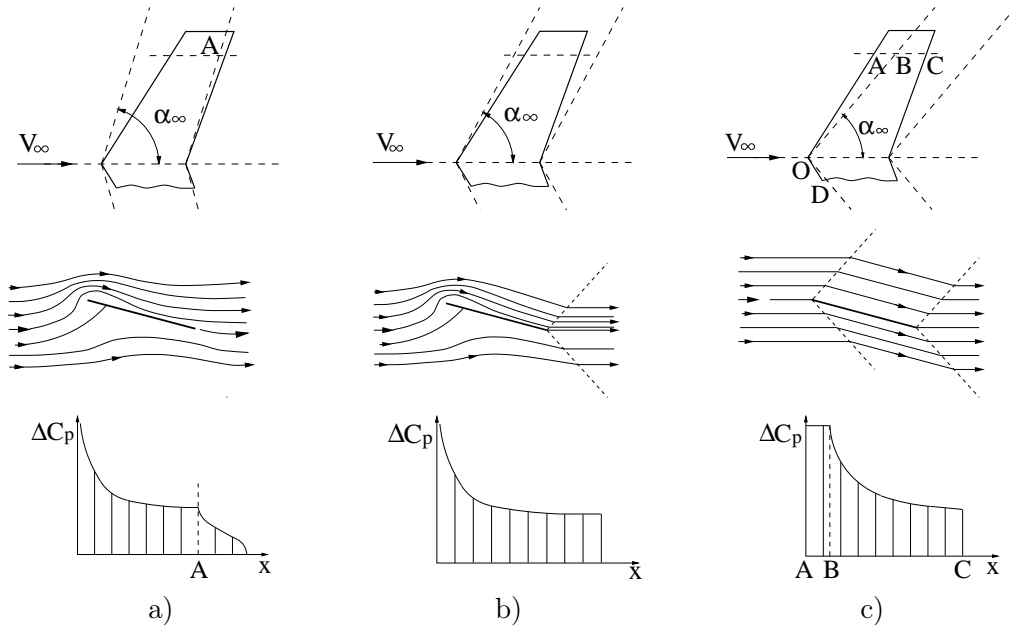 A
α∞
V∞
α∞
V∞
A B C
α∞
V∞
O
D
ΔCp
A
x
ΔCp
x
ΔCp
A B C x
a)
b)
c)